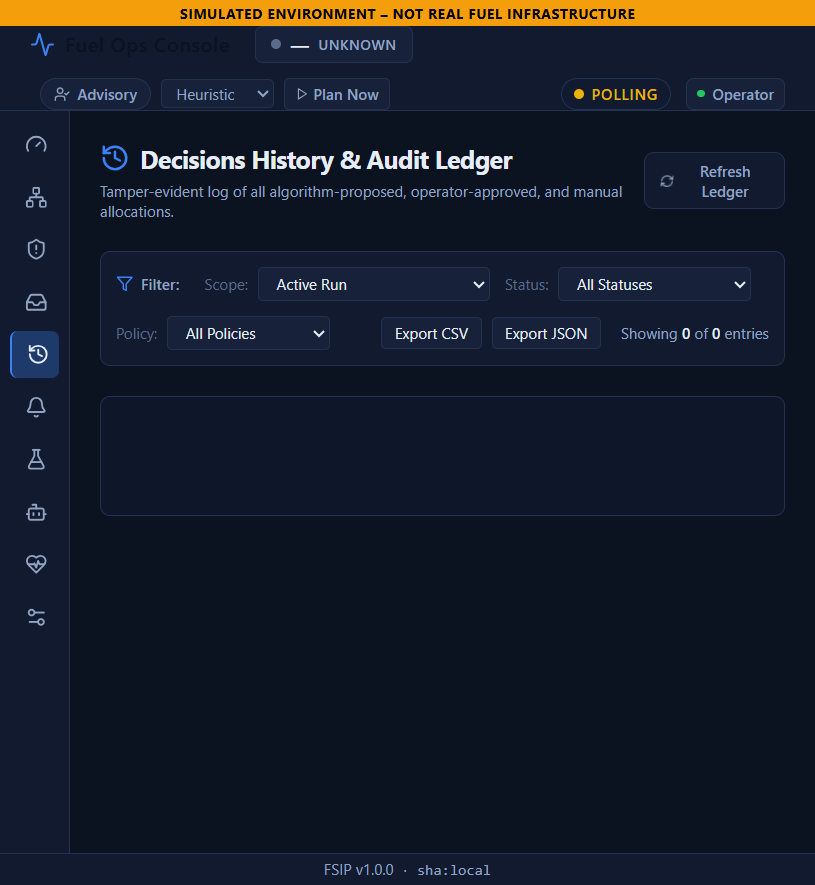 SIMULATED ENVIRONMENT – NOT REAL FUEL INFRASTRUCTURE
Fuel Ops Console
— UNKNOWN
Advisory
Heuristic
Plan Now
POLLING
Operator
Decisions History & Audit Ledger
Tamper-evident log of all algorithm-proposed, operator-approved, and manual
allocations.
Refresh
Ledger
Filter:
Scope:
Active Run
Status:
All Statuses
Policy:
All Policies
Export CSV
Export JSON
Showing 0 of 0 entries
FSIP v1.0.0 · sha:local